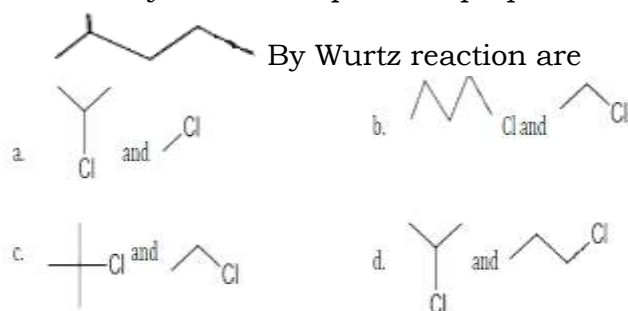 By Wurtz reaction are
a. Cl and Cl
b. Cl and Cl
c. Cl and Cl
d. Cl and Cl